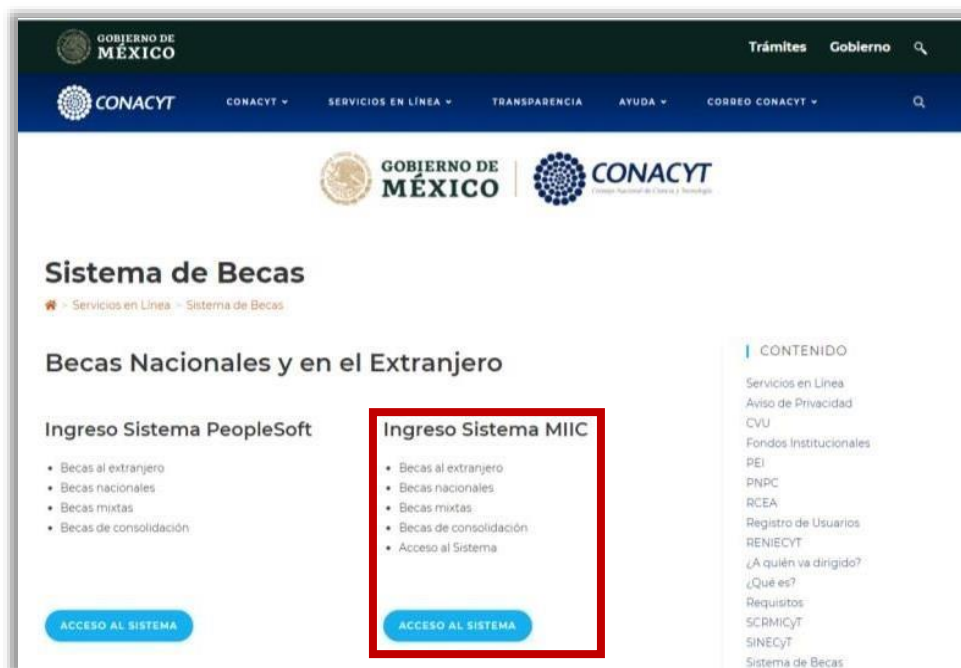 GOBIERNO DE
MÉXICO
Trámites Gobierno
CONACYT
CONACYT SERVICIOS EN LÍNEA TRANSPARENCIA AYUDA CORREO CONACYT
GOBIERNO DE
MÉXICO
CONACYT
Consejo Nacional de Ciencia y Tecnología
Sistema de Becas
> Servicios en Línea > Sistema de Becas
Becas Nacionales y en el Extranjero
Ingreso Sistema PeopleSoft
• Becas al extranjero
• Becas nacionales
• Becas mixtas
• Becas de consolidación
ACCESO AL SISTEMA
Ingreso Sistema MIIC
• Becas al extranjero
• Becas nacionales
• Becas mixtas
• Becas de consolidación
• Acceso al Sistema
ACCESO AL SISTEMA
CONTENIDO
Servicios en Línea
Aviso de Privacidad
CVU
Fondos Institucionales
PEI
PNPC
RCEA
Registro de Usuarios
RENIECYT
¿A quién va dirigido?
¿Qué es?
Requisitos
SCRMICyT
SINECyT
Sistema de Becas